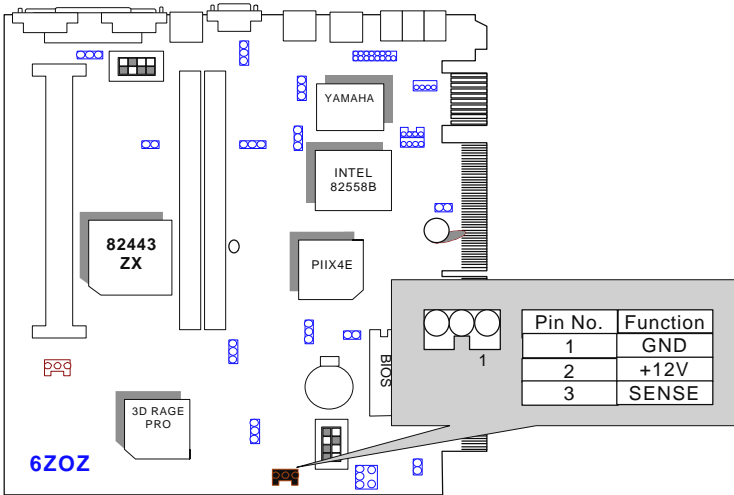 YAMAHA
INTEL
82558B
82443
ZX
PIIX4E
BIOS
3D RAGE
PRO
6ZOZ
1
Pin No. Function
1 GND
2 +12V
3 SENSE